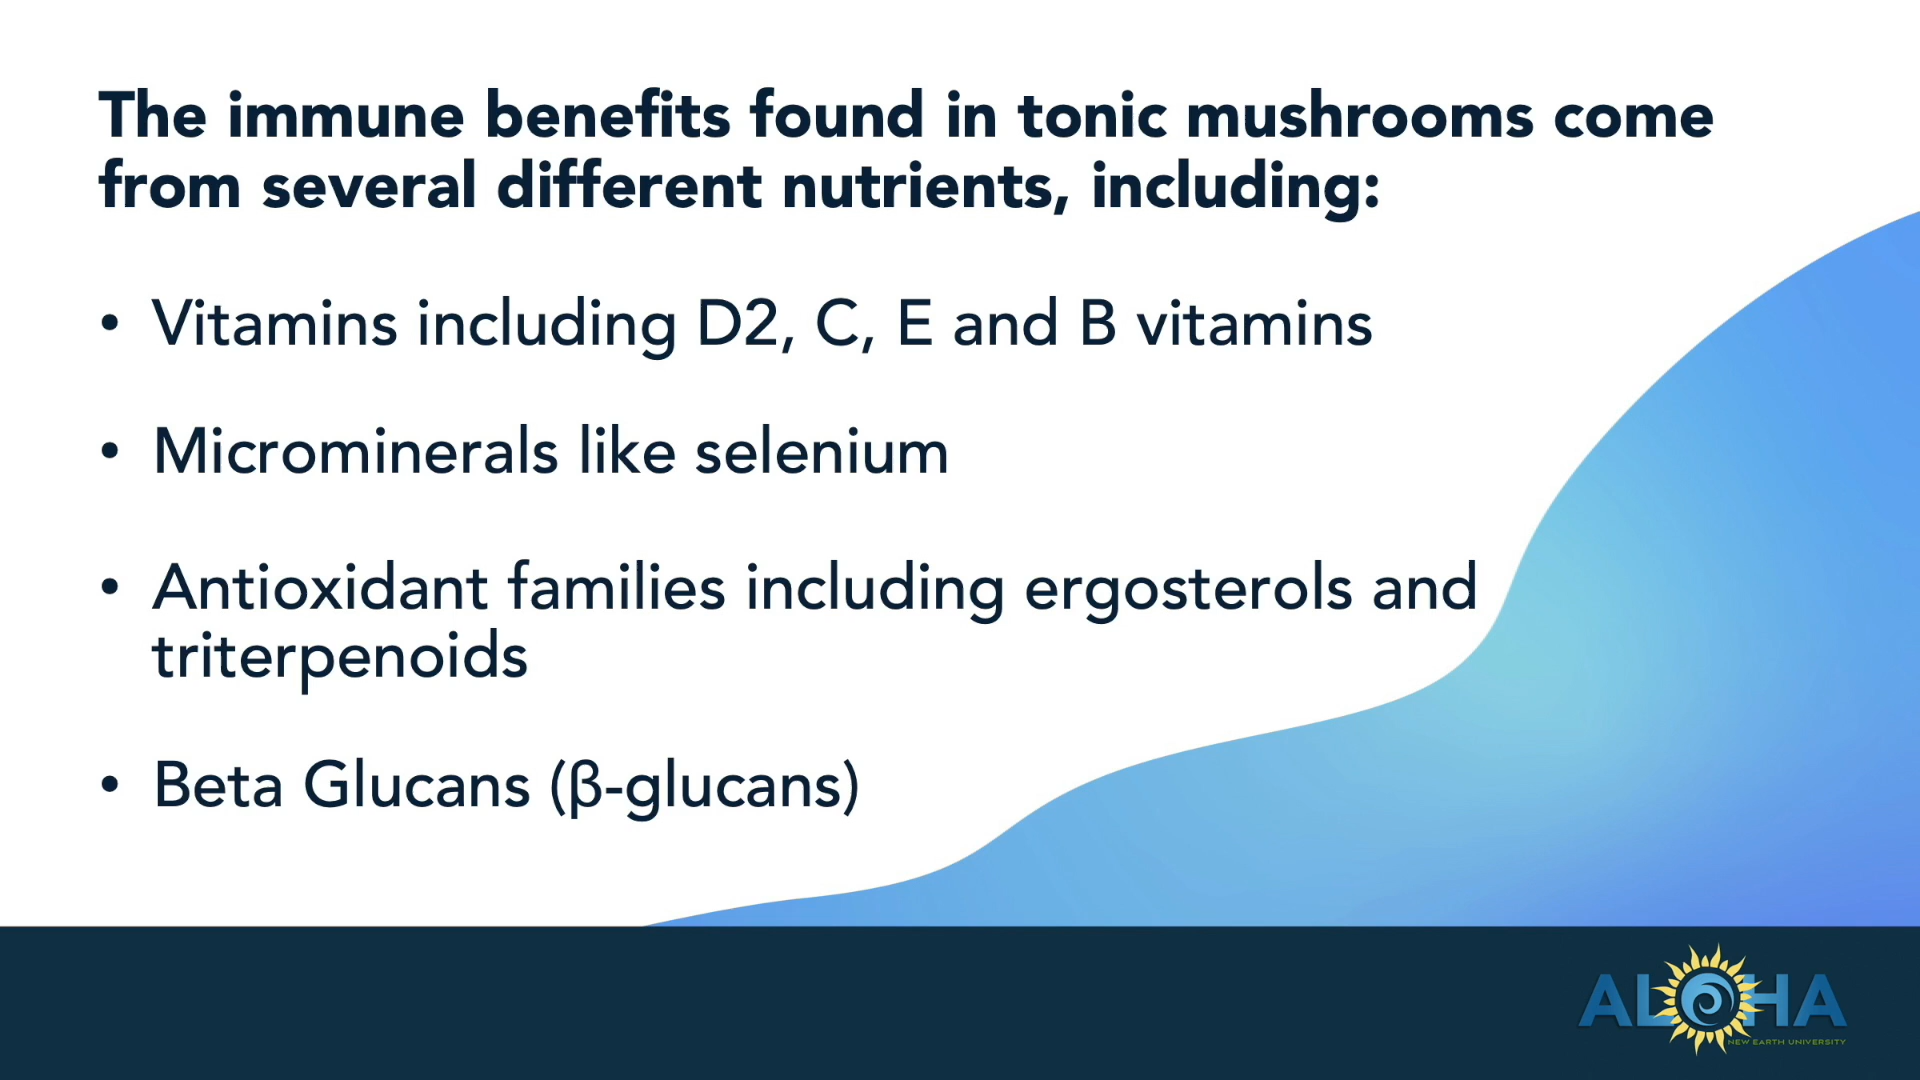 The immune benefits found in tonic mushrooms come
from several different nutrients, including:
• Vitamins including D2, C, E and B vitamins
• Microminerals like selenium
• Antioxidant families including ergosterols and
triterpenoids
• Beta Glucans (β-glucans)
ALOHA
NEW EARTH UNIVERSITY